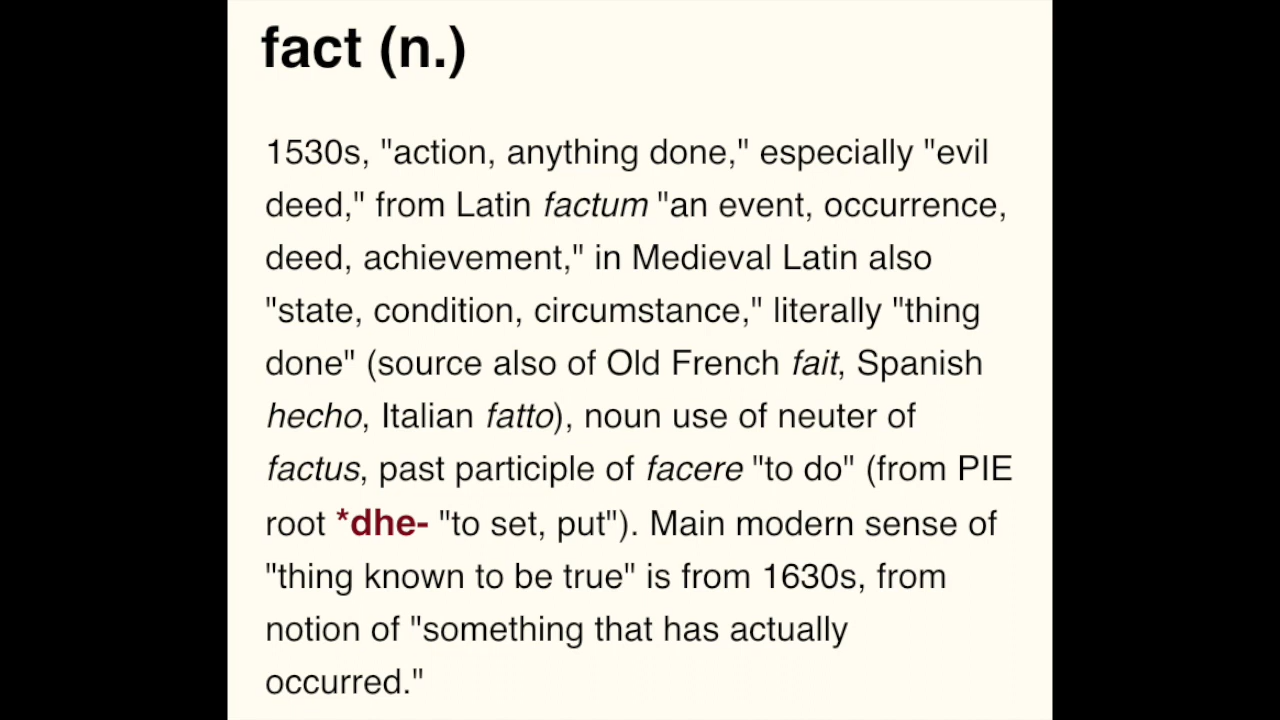 fact (n.)
1530s, "action, anything done," especially "evil
deed," from Latin factum "an event, occurrence,
deed, achievement," in Medieval Latin also
"state, condition, circumstance," literally "thing
done" (source also of Old French fait, Spanish
hecho, Italian fatto), noun use of neuter of
factus, past participle of facere "to do" (from PIE
root *dhe- "to set, put"). Main modern sense of
"thing known to be true" is from 1630s, from
notion of "something that has actually
occurred."